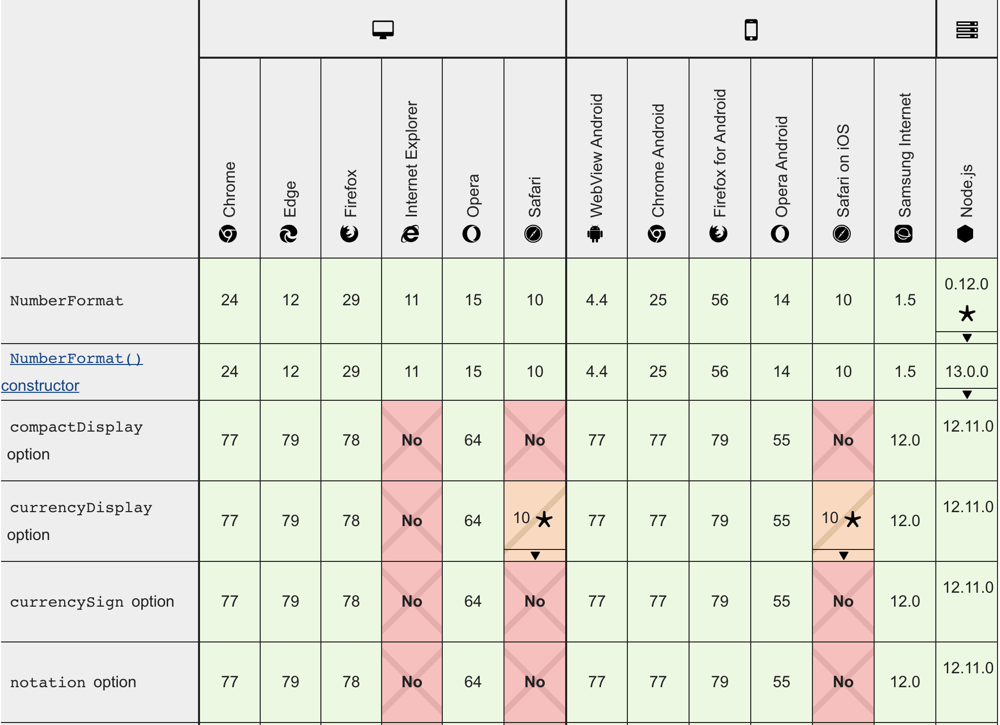 Chrome
Edge
Firefox
Internet Explorer
Opera
Safari
WebView Android
Chrome Android
Firefox for Android
Opera Android
Safari on iOS
Samsung Internet
Node.js
NumberFormat 24 12 29 11 15 10 4.4 25 56 14 10 1.5 0.12.0 ★
▼
NumberFormat() constructor 24 12 29 11 15 10 4.4 25 56 14 10 1.5 13.0.0
▼
compactDisplay option 77 79 78 No 64 No 77 77 79 55 No 12.0 12.11.0
currencyDisplay option 77 79 78 No 64 10 ★ 77 77 79 55 10 ★ 12.0 12.11.0
▼ ▼
currencySign option 77 79 78 No 64 No 77 77 79 55 No 12.0 12.11.0
notation option 77 79 78 No 64 No 77 77 79 55 No 12.0 12.11.0